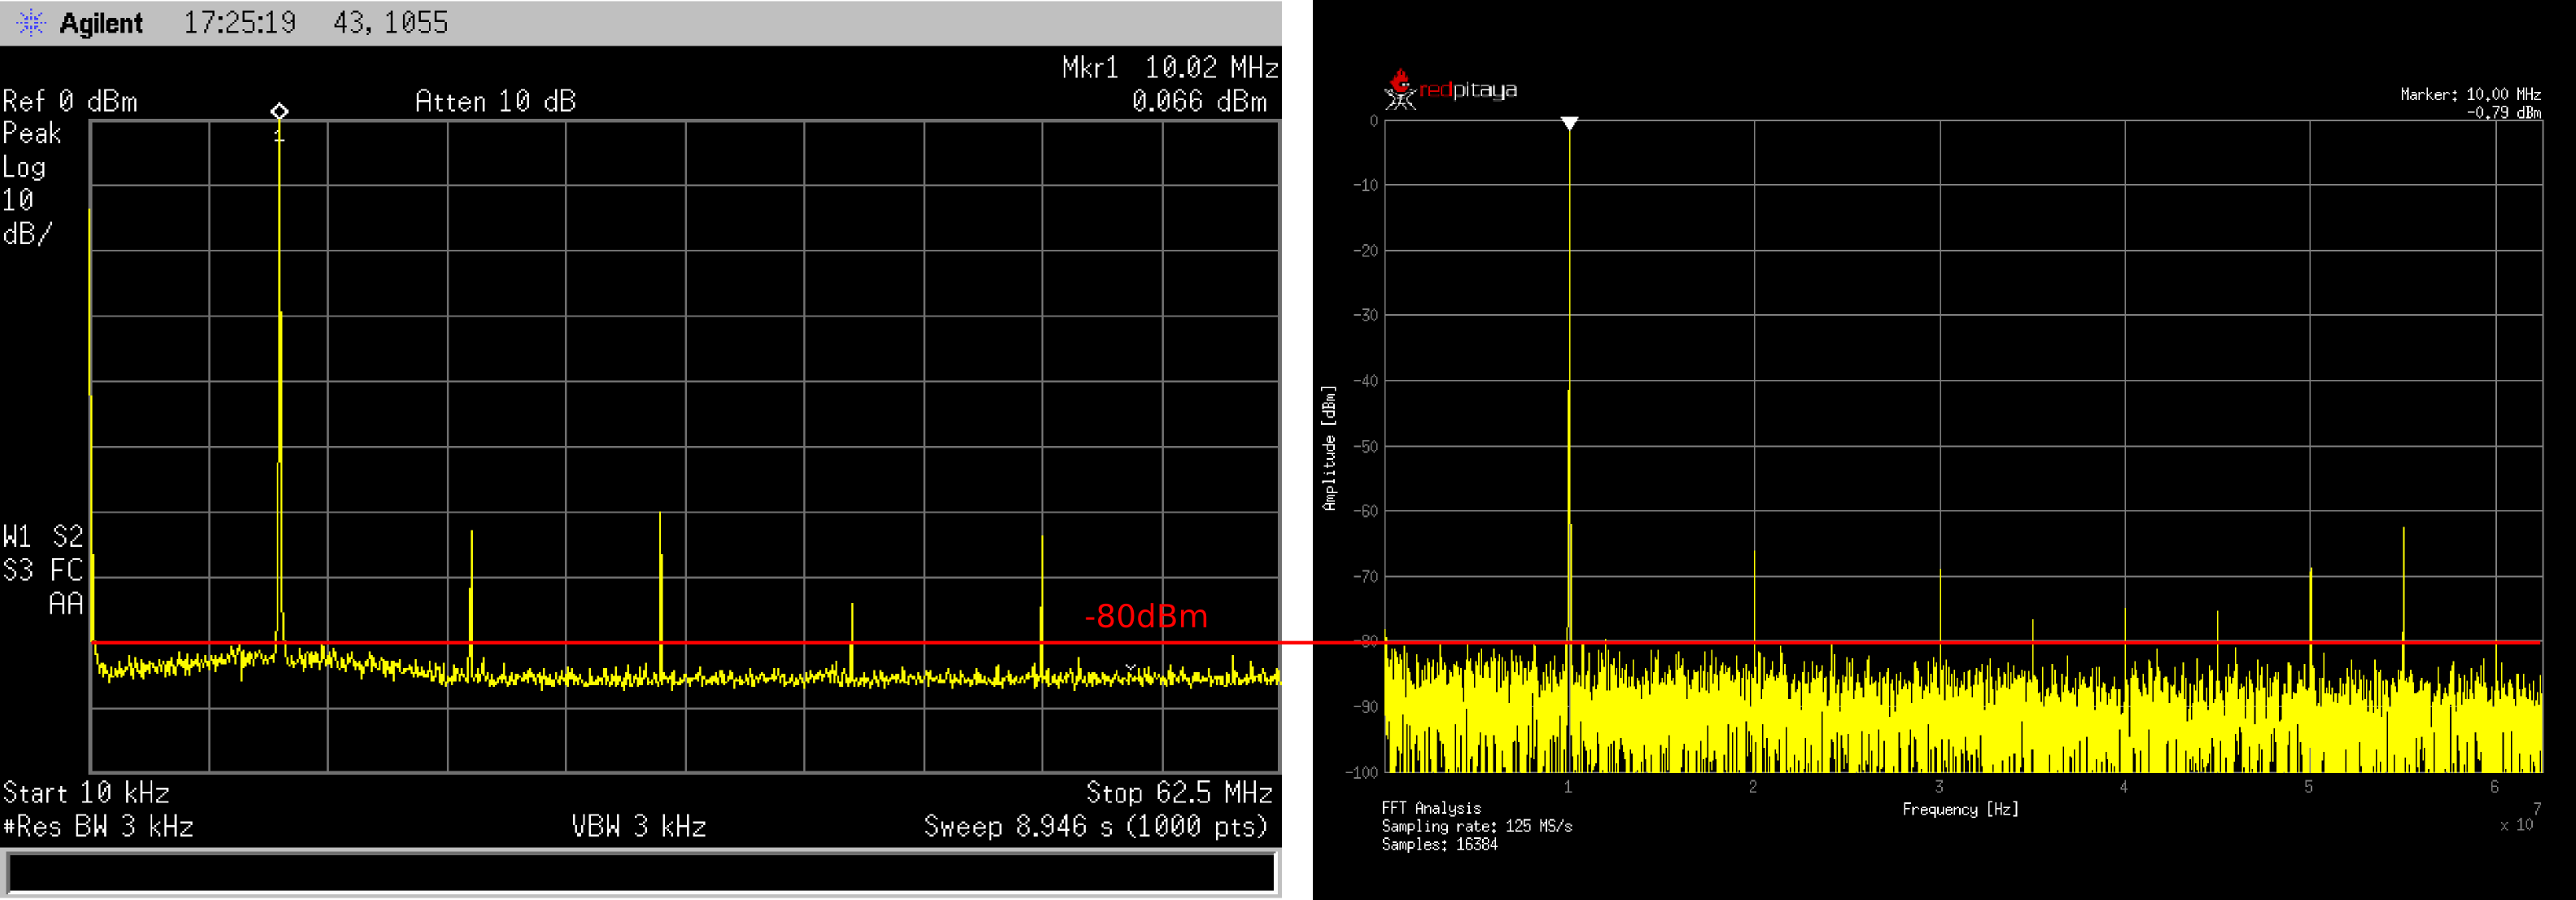 Agilent 17:25:19 43, 1055
Mkr1 10.02 MHz
Ref 0 dBm Atten 10 dB 0.066 dBm
Peak
Log
10
dB/
1
W1 S2
S3 FC
AA
-80dBm
Start 10 kHz Stop 62.5 MHz
#Res BW 3 kHz VBW 3 kHz Sweep 8.946 s (1000 pts)
redpitaya
Marker: 10.00 MHz
-0.79 dBm
0
-10
-20
-30
-40
-50
-60
-70
-80
-90
-100
Amplitude [dBm]
1 2 3 4 5 6
7
x 10
Frequency [Hz]
FFT Analysis
Sampling rate: 125 MS/s
Samples: 16384